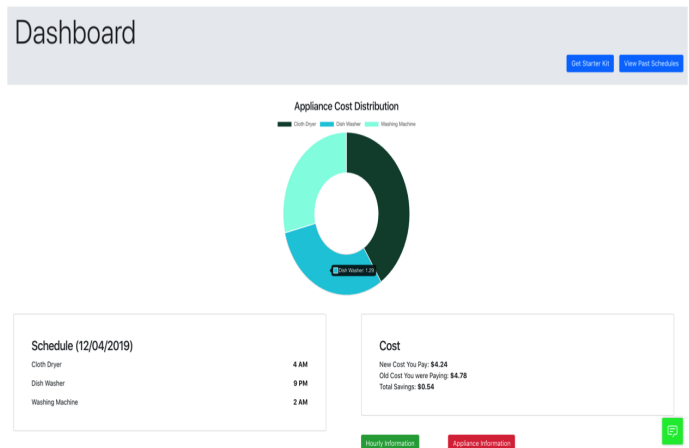 Dashboard
Get Starter Kit
View Past Schedules
Appliance Cost Distribution
Cloth Dryer
Dish Washer
Washing Machine
Dish Washer: 1.29
Schedule (12/04/2019)
Cloth Dryer 4 AM
Dish Washer 9 PM
Washing Machine 2 AM
Cost
New Cost You Pay: $4.24
Old Cost You were Paying: $4.78
Total Savings: $0.54
Hourly Information
Appliance Information